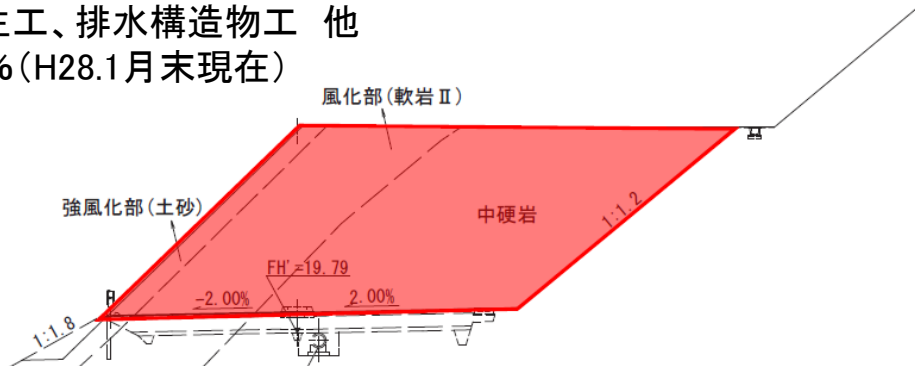 生工、排水構造物工 他
%(H28.1月末現在)
風化部(軟岩Ⅱ)
強風化部(土砂)
中硬岩
1:1.2
FH'=19.79
-2.00%
2.00%
1:1.8